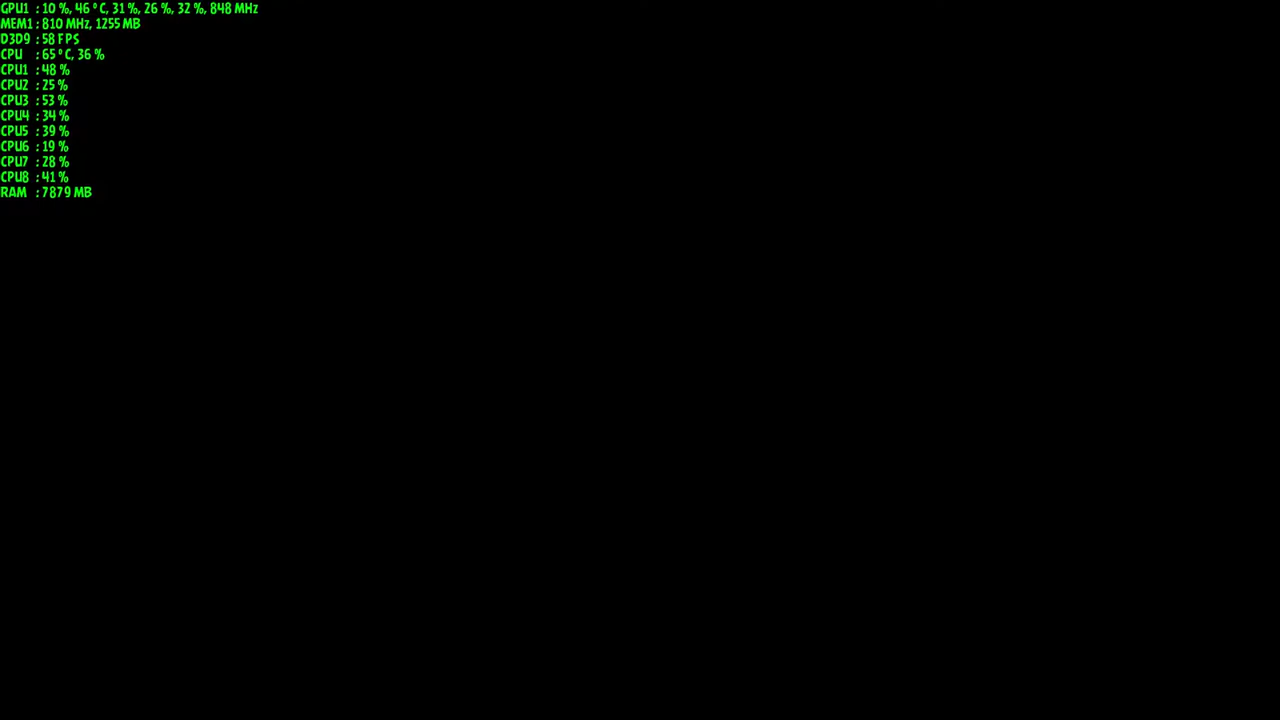 GPU1 : 10 %, 46 °C, 31 %, 26 %, 32 %, 848 MHz
MEM1 : 810 MHz, 1255 MB
D3D9 : 58 FPS
CPU : 65 °C, 36 %
CPU1 : 48 %
CPU2 : 25 %
CPU3 : 53 %
CPU4 : 34 %
CPU5 : 39 %
CPU6 : 19 %
CPU7 : 28 %
CPU8 : 41 %
RAM : 7879 MB